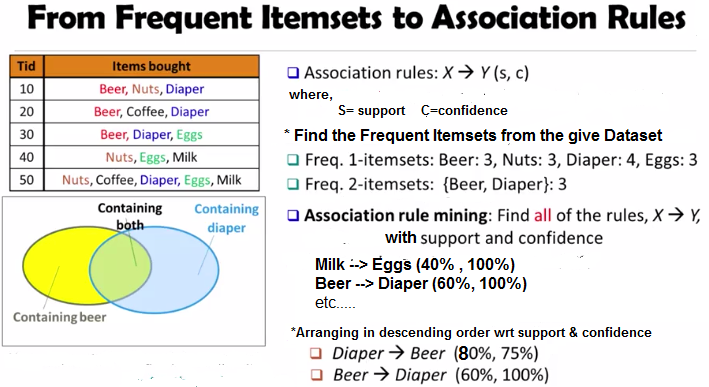 From Frequent Itemsets to Association Rules
Tid Items bought
10 Beer, Nuts, Diaper
20 Beer, Coffee, Diaper
30 Beer, Diaper, Eggs
40 Nuts, Eggs, Milk
50 Nuts, Coffee, Diaper, Eggs, Milk
Containing both
Containing diaper
Containing beer
Association rules: X → Y (s, c)
where,
S= support C=confidence
* Find the Frequent Itemsets from the give Dataset
Freq. 1-itemsets: Beer: 3, Nuts: 3, Diaper: 4, Eggs: 3
Freq. 2-itemsets: {Beer, Diaper}: 3
Association rule mining: Find all of the rules, X → Y,
with support and confidence
Milk --> Eggs (40% , 100%)
Beer --> Diaper (60%, 100%)
etc.....
*Arranging in descending order wrt support & confidence
Diaper → Beer (80%, 75%)
Beer → Diaper (60%, 100%)